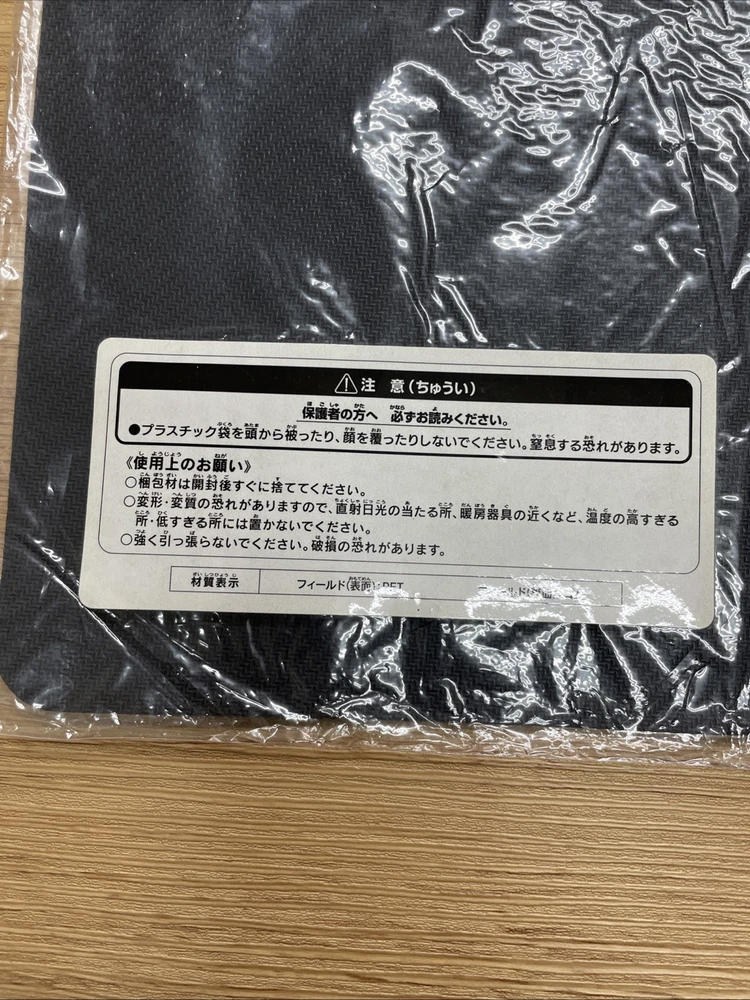 ⚠注 意(ちゅうい)
保護者の方へ 必ずお読みください。
●プラスチック袋を頭から被ったり、顔を覆ったりしないでください。窒息する恐れがあります。
《使用上のお願い》
○梱包材は開封後すぐに捨ててください。
○変形・変質の恐れがありますので、直射日光の当たる所、暖房器具の近くなど、温度の高すぎる
所・低すぎる所には置かないでください。
○強く引っ張らないでください。破損の恐れがあります。
材質表示 フィールド(表面):PET